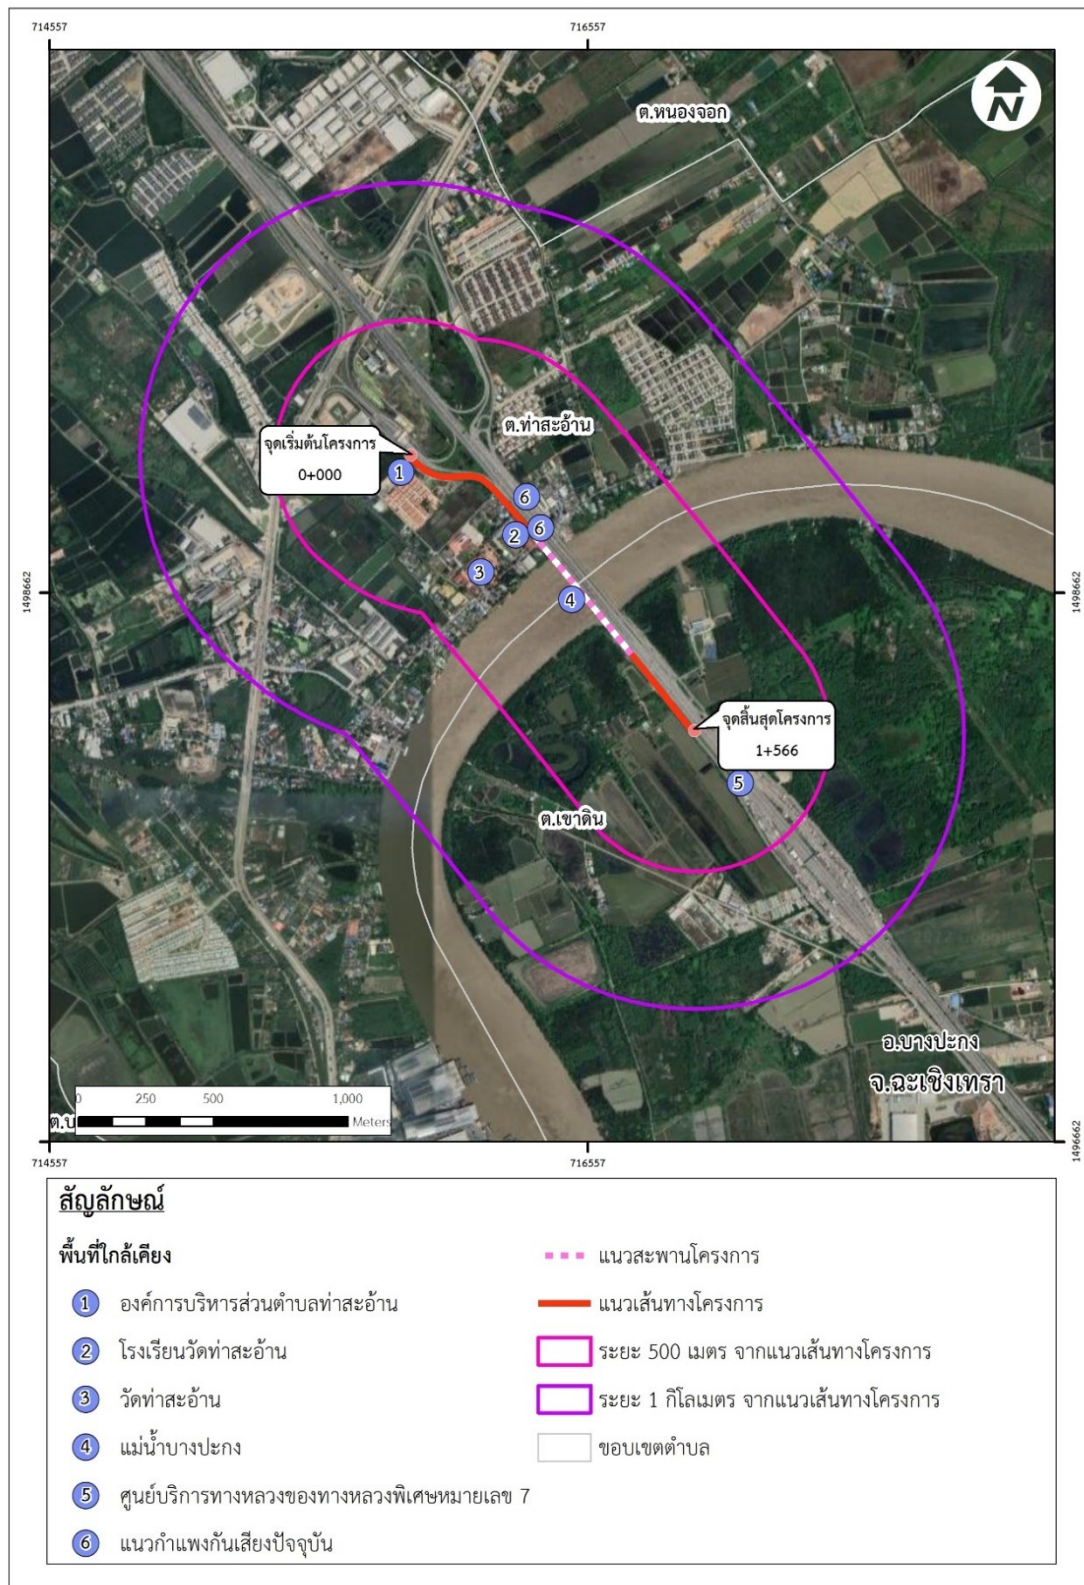 714557
716557
N
ต.หนองจอก
ต.ท่าสะอ้าน
จุดเริ่มต้นโครงการ
0+000
1
6
6
2
3
4
1498662
1498662
จุดสิ้นสุดโครงการ
1+566
5
ต.เขาดิน
อ.บางปะกง
จ.ฉะเชิงเทรา
0 250 500 1,000
Meters
ต.บ
1496662
714557
716557
สัญลักษณ์
พื้นที่ใกล้เคียง
1 องค์การบริหารส่วนตำบลท่าสะอ้าน
2 โรงเรียนวัดท่าสะอ้าน
3 วัดท่าสะอ้าน
4 แม่น้ำบางปะกง
5 ศูนย์บริการทางหลวงของทางหลวงพิเศษหมายเลข 7
6 แนวกำแพงกันเสียงปัจจุบัน
แนวสะพานโครงการ
แนวเส้นทางโครงการ
ระยะ 500 เมตร จากแนวเส้นทางโครงการ
ระยะ 1 กิโลเมตร จากแนวเส้นทางโครงการ
ขอบเขตตำบล